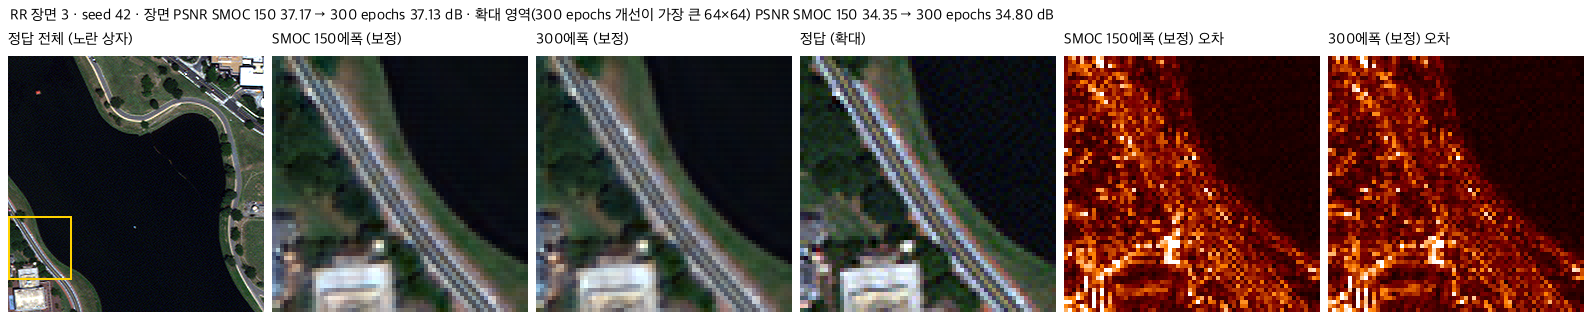 RR 장면 3 · seed 42 · 장면 PSNR SMOC 150 37.17 → 300 epochs 37.13 dB · 확대 영역(300 epochs 개선이 가장 큰 64×64) PSNR SMOC 150 34.35 → 300 epochs 34.80 dB
정답 전체 (노란 상자)
SMOC 150에폭 (보정)
300에폭 (보정)
정답 (확대)
SMOC 150에폭 (보정) 오차
300에폭 (보정) 오차